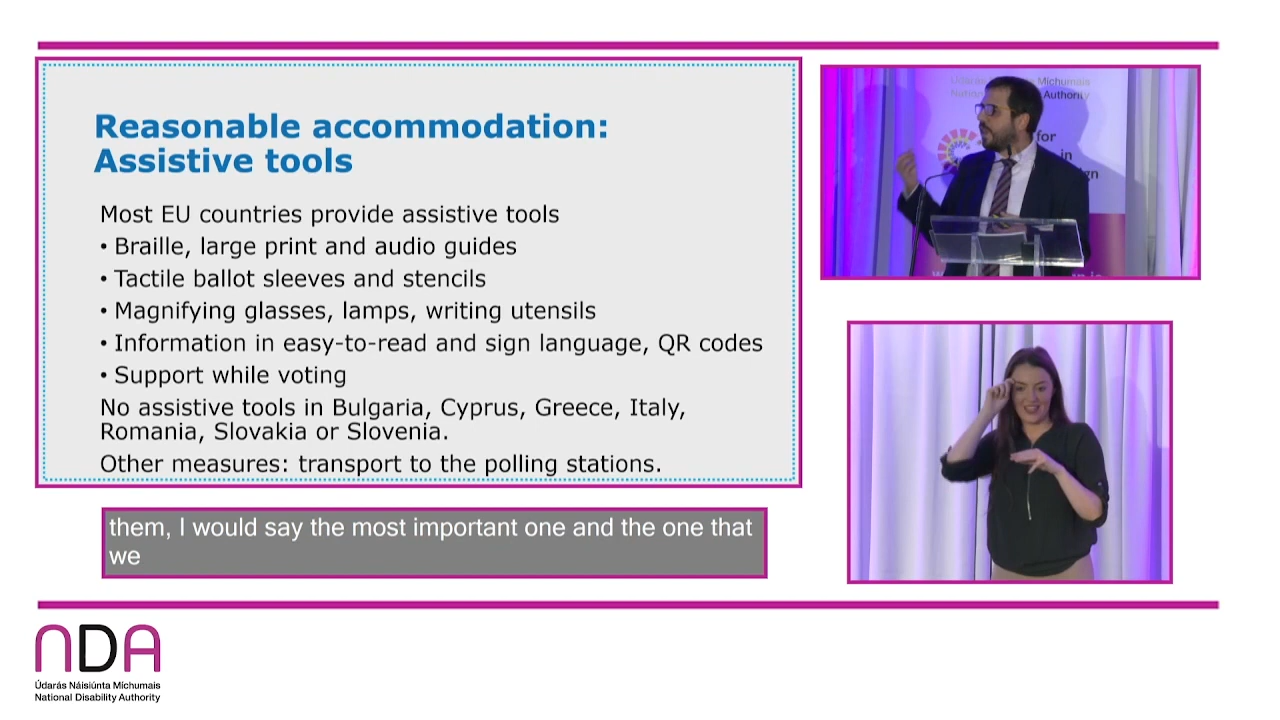 Reasonable accommodation:
Assistive tools
Most EU countries provide assistive tools
• Braille, large print and audio guides
• Tactile ballot sleeves and stencils
• Magnifying glasses, lamps, writing utensils
• Information in easy-to-read and sign language, QR codes
• Support while voting
No assistive tools in Bulgaria, Cyprus, Greece, Italy,
Romania, Slovakia or Slovenia.
Other measures: transport to the polling stations.
them, I would say the most important one and the one that
we
Authority
for
in
NDA
Údarás Náisiúnta Míchumais
National Disability Authority